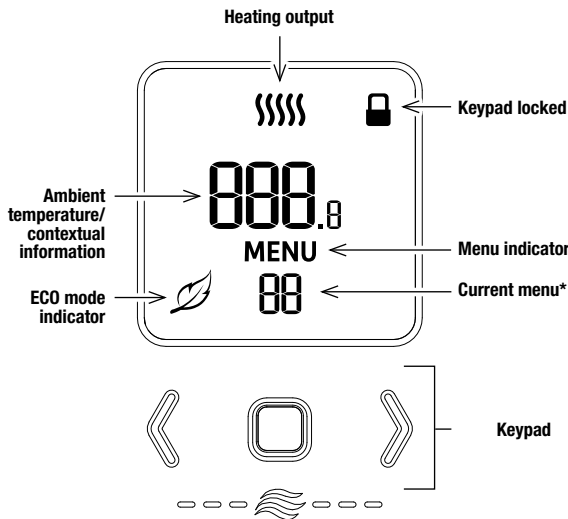 Heating output
Keypad locked
888.8
Ambient
temperature/
contextual
information
MENU
Menu indicator
ECO mode
indicator
88
Current menu*
Keypad